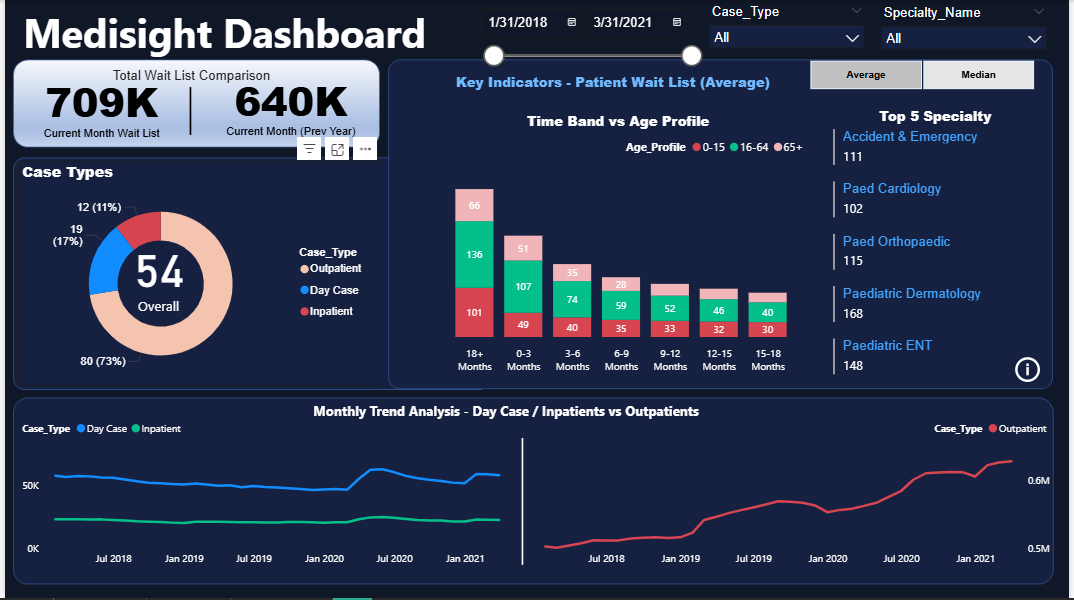 Medisight Dashboard
1/31/2018
3/31/2021
Case_Type
All
Specialty_Name
All
Total Wait List Comparison
709K
Current Month Wait List
640K
Current Month (Prev Year)
Key Indicators - Patient Wait List (Average)
Average
Median
Case Types
12 (11%)
19
(17%)
54
Overall
80 (73%)
Case_Type
Outpatient
Day Case
Inpatient
Time Band vs Age Profile
Age_Profile 0-15 16-64 65+
66
136
101
51
107
49
35
74
40
28
59
35
52
33
46
32
40
30
18+
Months
0-3
Months
3-6
Months
6-9
Months
9-12
Months
12-15
Months
15-18
Months
Top 5 Specialty
Accident & Emergency
111
Paed Cardiology
102
Paed Orthopaedic
115
Paediatric Dermatology
168
Paediatric ENT
148
Monthly Trend Analysis - Day Case / Inpatients vs Outpatients
Case_Type Day Case Inpatient
50K
0K
Jul 2018 Jan 2019 Jul 2019 Jan 2020 Jul 2020 Jan 2021
Case_Type Outpatient
0.6M
0.5M
Jul 2018 Jan 2019 Jul 2019 Jan 2020 Jul 2020 Jan 2021